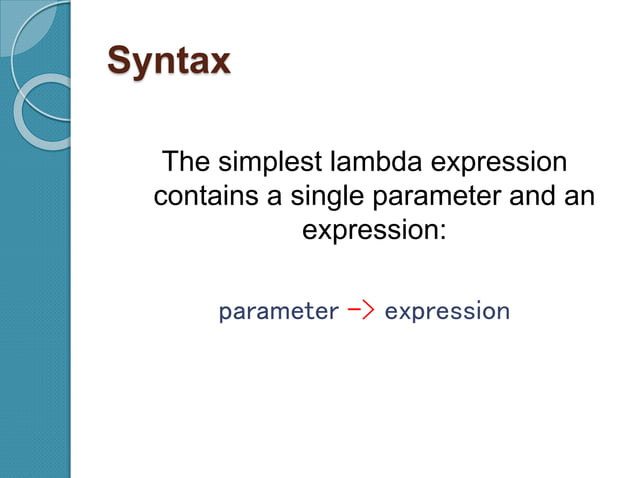 Syntax
The simplest lambda expression
contains a single parameter and an
expression:
parameter -> expression